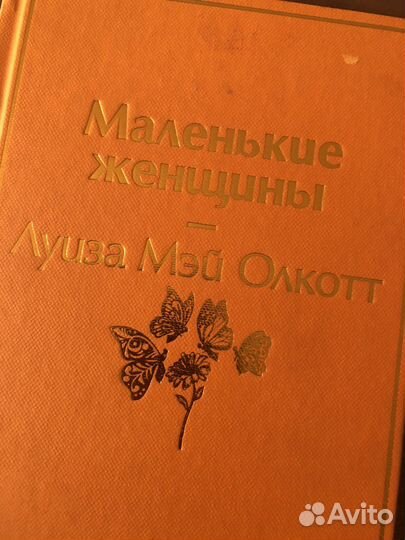 Маленькие
женщины
—
Луиза Мэй Олкотт
Avito